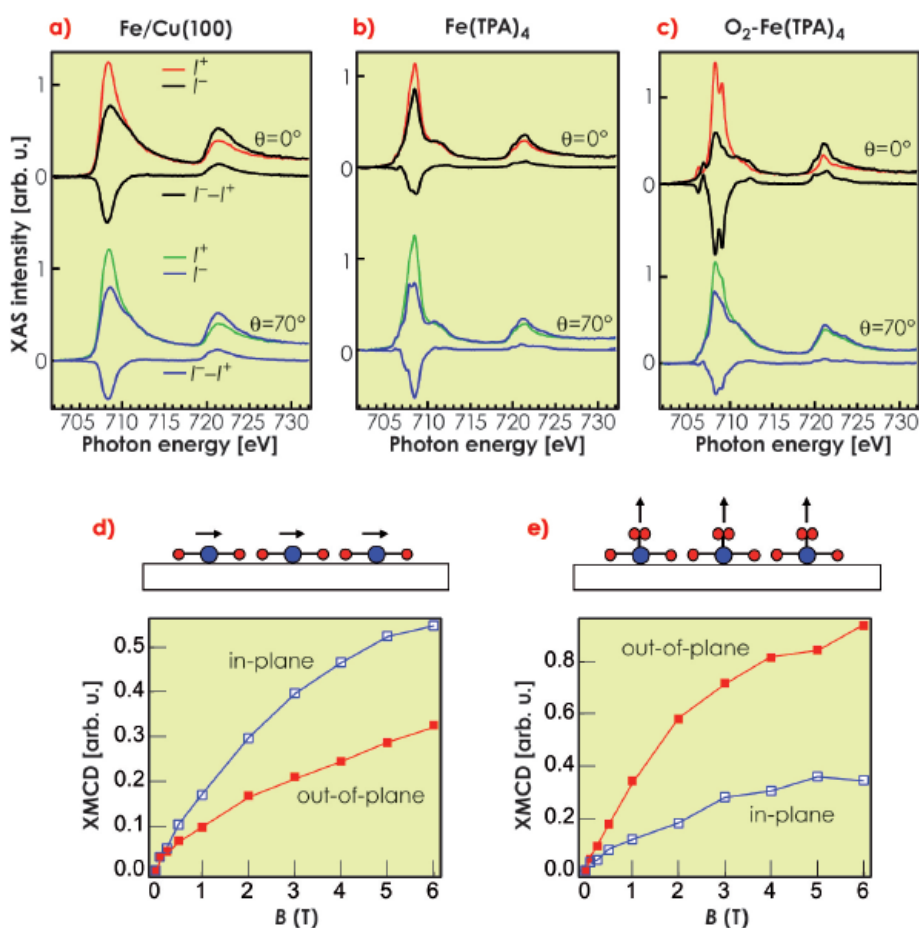 a) Fe/Cu(100)
b) Fe(TPA)4
c) O2-Fe(TPA)4
XAS intensity [arb. u.]
1
I+
I−
θ=0°
0
I−−I+
1
I+
I−
θ=70°
0
I−−I+
705 710 715 720 725 730
Photon energy [eV]
1
θ=0°
0
1
θ=70°
0
705 710 715 720 725 730
Photon energy [eV]
1
θ=0°
0
1
θ=70°
0
705 710 715 720 725 730
Photon energy [eV]
d)
XMCD [arb. u.]
0.5
0.4
0.3
0.2
0.1
0.0
in-plane
out-of-plane
0 1 2 3 4 5 6
B (T)
e)
XMCD [arb. u.]
0.8
0.6
0.4
0.2
0.0
out-of-plane
in-plane
0 1 2 3 4 5 6
B (T)